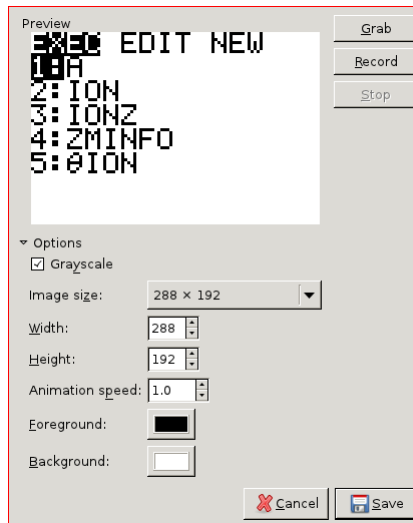 Preview
EXEC EDIT NEW
1:A
2:ION
3:IONZ
4:ZMINFO
5:θION
Grab
Record
Stop
Options
Grayscale
Image size: 288 × 192
Width: 288
Height: 192
Animation speed: 1.0
Foreground:
Background:
Cancel Save